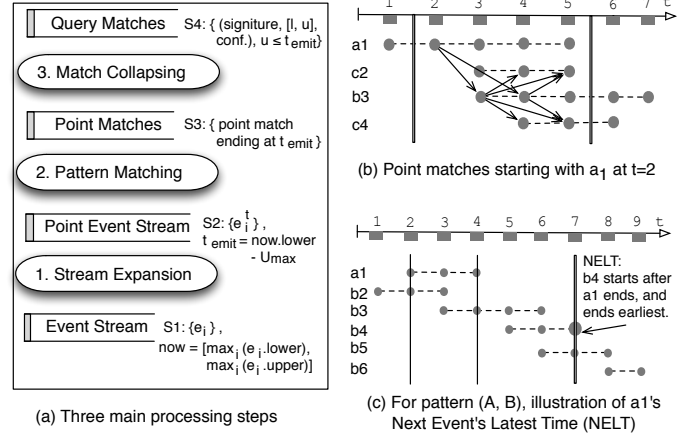 Query Matches
S4: { (signiture, [l, u],
conf.), u ≤ t emit}
3. Match Collapsing
Point Matches
S3: { point match
ending at t emit }
2. Pattern Matching
Point Event Stream
S2: {e i t } ,
t emit = now.lower
- Umax
1. Stream Expansion
Event Stream
S1: {e i } ,
now = [max i (e i .lower),
max i (e i .upper)]
(a) Three main processing steps
1 2 3 4 5 6 7 t
a1
c2
b3
c4
(b) Point matches starting with a1 at t=2
1 2 3 4 5 6 7 8 9 t
a1
b2
b3
b4
b5
b6
NELT:
b4 starts after
a1 ends, and
ends earliest.
(c) For pattern (A, B), illustration of a1's
Next Event's Latest Time (NELT)